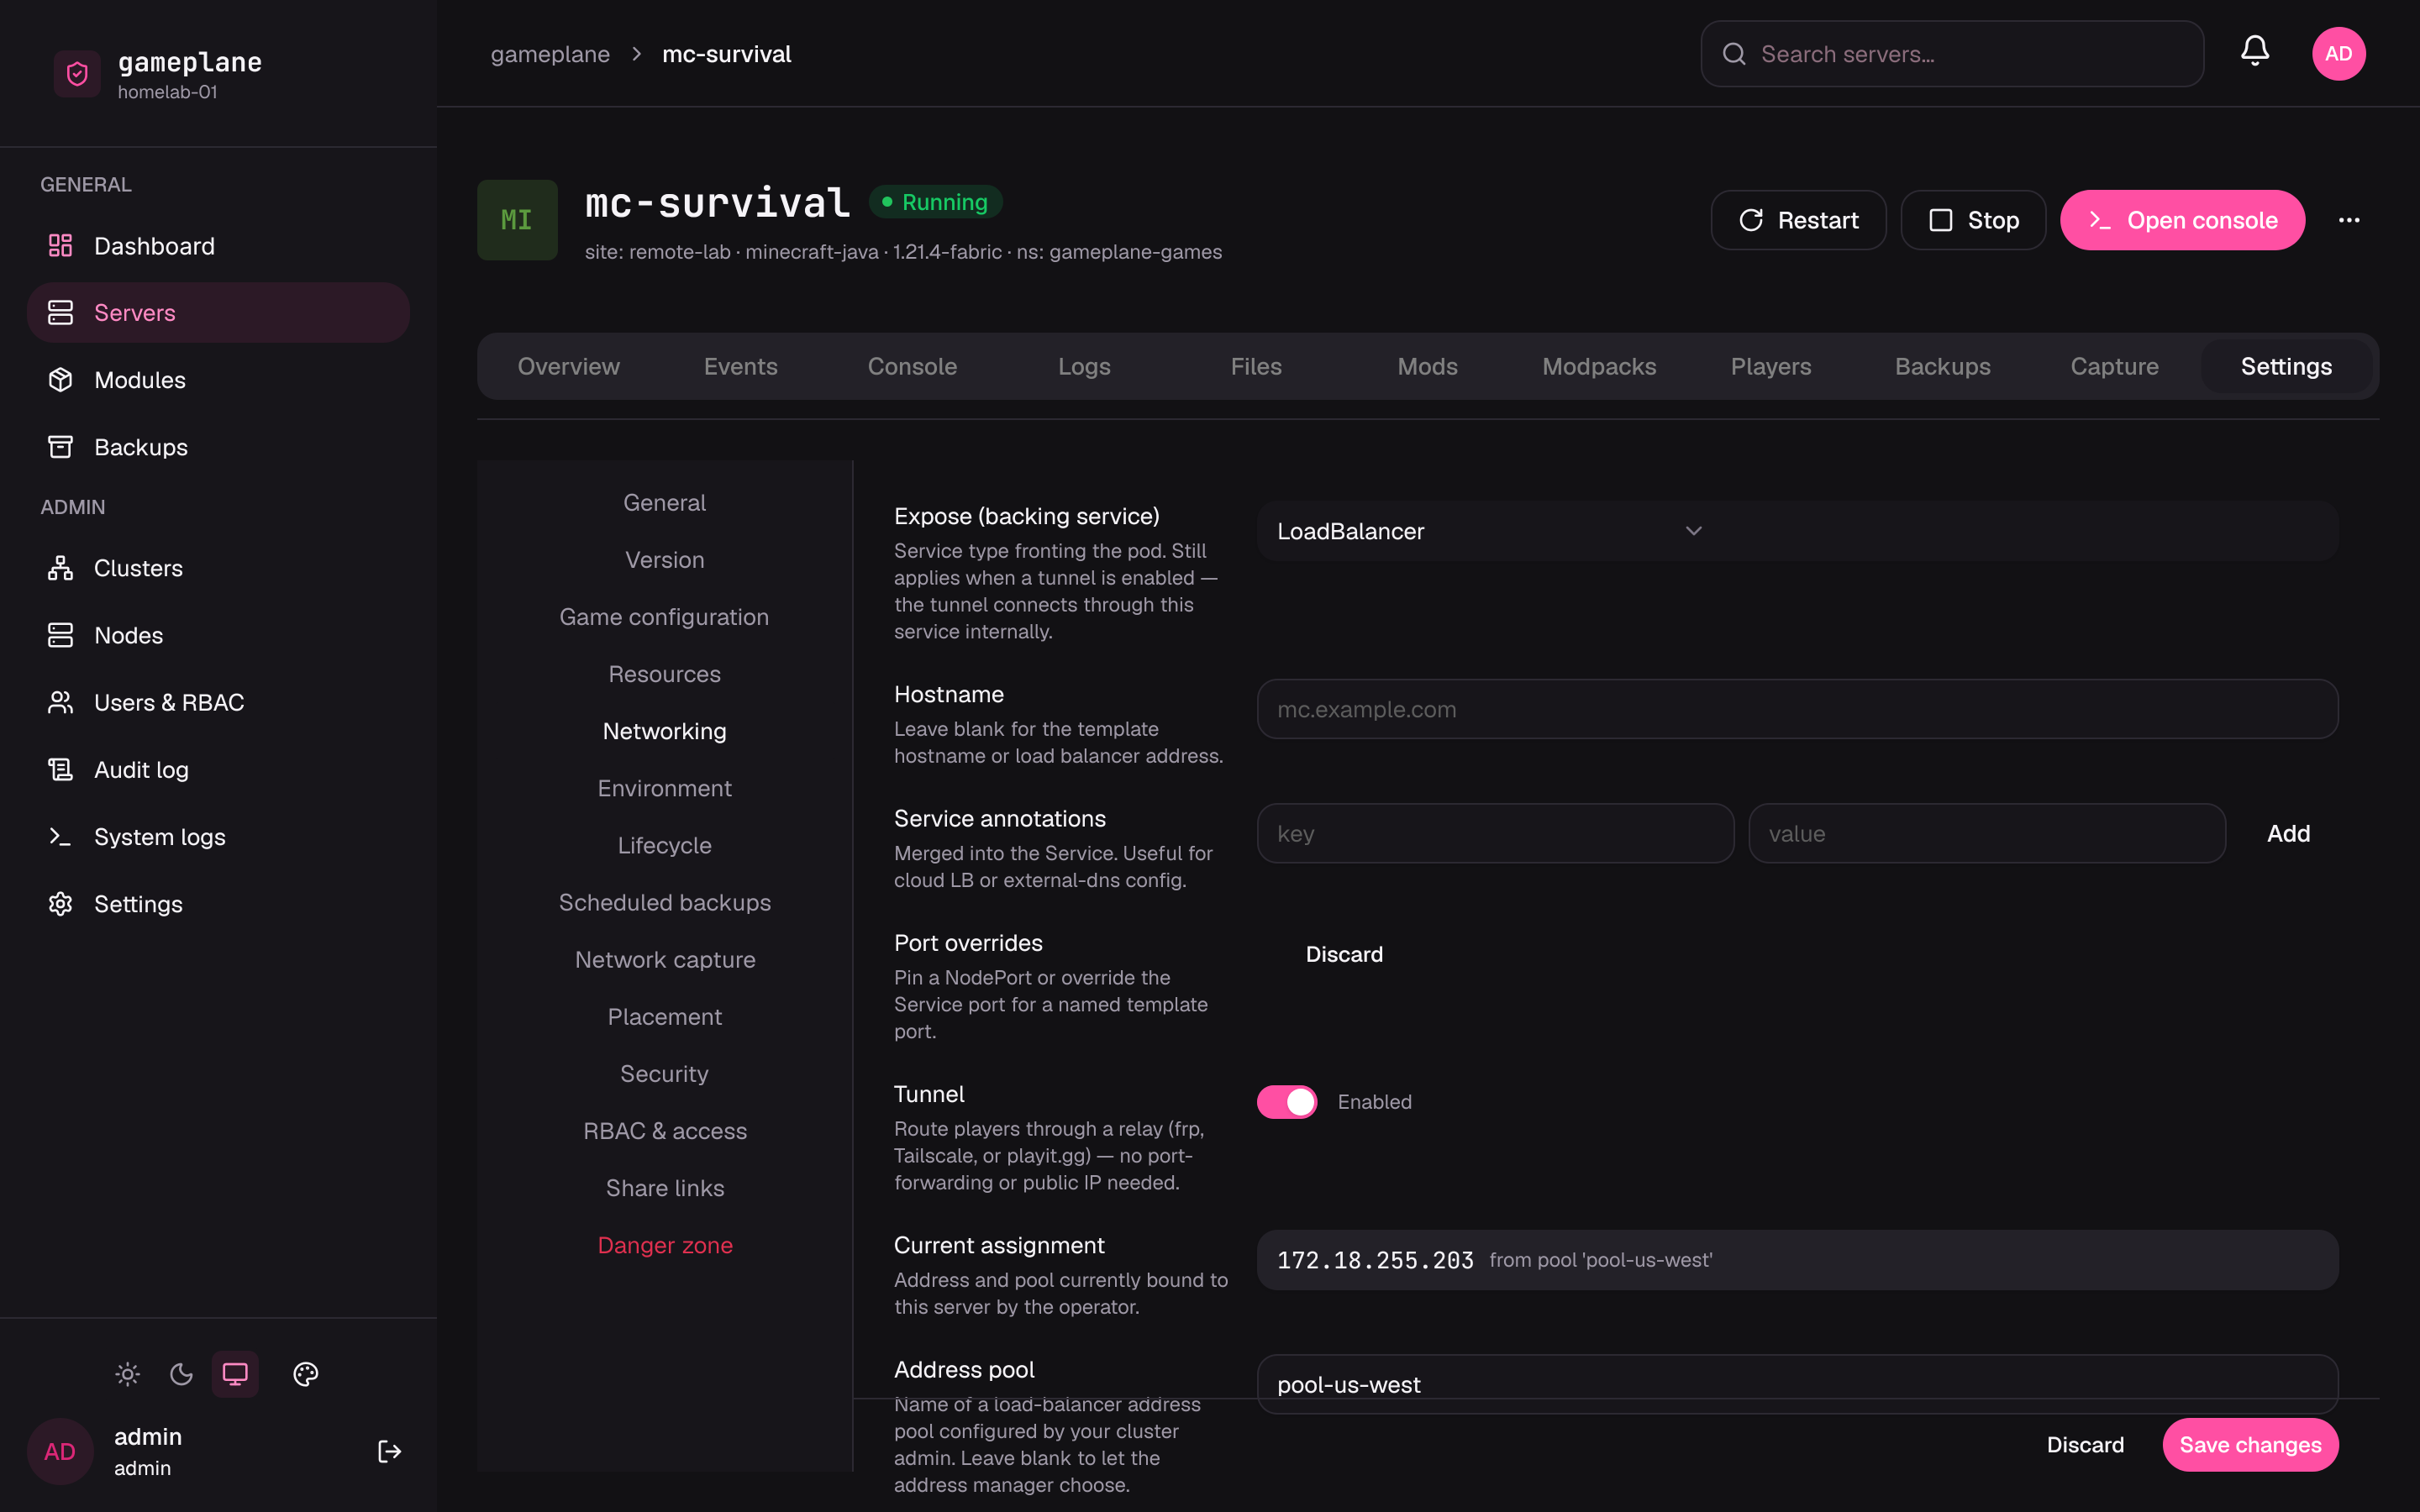 gameplane
homelab-01
GENERAL
Dashboard
Servers
Modules
Backups
ADMIN
Clusters
Nodes
Users & RBAC
Audit log
System logs
Settings
AD
admin
admin
gameplane > mc-survival
Search servers...
AD
MI
mc-survival
Running
site: remote-lab · minecraft-java · 1.21.4-fabric · ns: gameplane-games
Restart
Stop
Open console
Overview
Events
Console
Logs
Files
Mods
Modpacks
Players
Backups
Capture
Settings
General
Version
Game configuration
Resources
Networking
Environment
Lifecycle
Scheduled backups
Network capture
Placement
Security
RBAC & access
Share links
Danger zone
Expose (backing service)
Service type fronting the pod. Still
applies when a tunnel is enabled —
the tunnel connects through this
service internally.
LoadBalancer
Hostname
Leave blank for the template
hostname or load balancer address.
mc.example.com
Service annotations
Merged into the Service. Useful for
cloud LB or external-dns config.
key
value
Add
Port overrides
Pin a NodePort or override the
Service port for a named template
port.
Discard
Tunnel
Route players through a relay (frp,
Tailscale, or playit.gg) — no port-
forwarding or public IP needed.
Enabled
Current assignment
Address and pool currently bound to
this server by the operator.
172.18.255.203 from pool 'pool-us-west'
Address pool
Name of a load-balancer address
pool configured by your cluster
admin. Leave blank to let the
address manager choose.
pool-us-west
Discard
Save changes